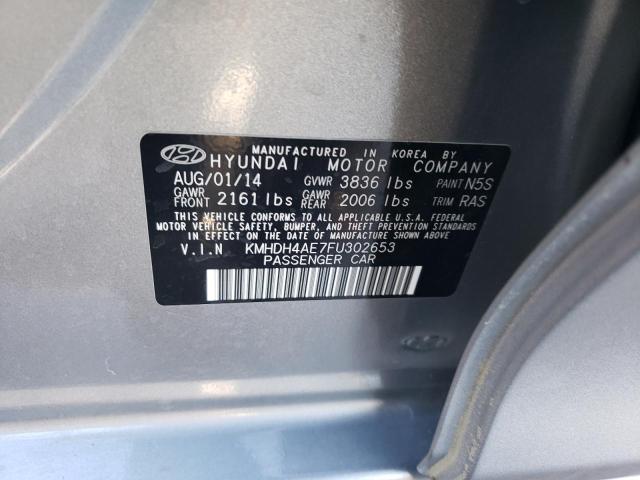 MANUFACTURED IN KOREA BY
HYUNDAI MOTOR COMPANY
AUG/01/14 GVWR 3836 lbs PAINT N5S
GAWR FRONT 2161 lbs GAWR REAR 2006 lbs TRIM RAS
THIS VEHICLE CONFORMS TO ALL APPLICABLE U.S.A. FEDERAL
MOTOR VEHICLE SAFETY, BUMPER, AND THEFT PREVENTION
STANDARDS IN EFFECT ON THE DATE OF MANUFACTURE SHOWN ABOVE.
V.I.N KMHDH4AE7FU302653
PASSENGER CAR